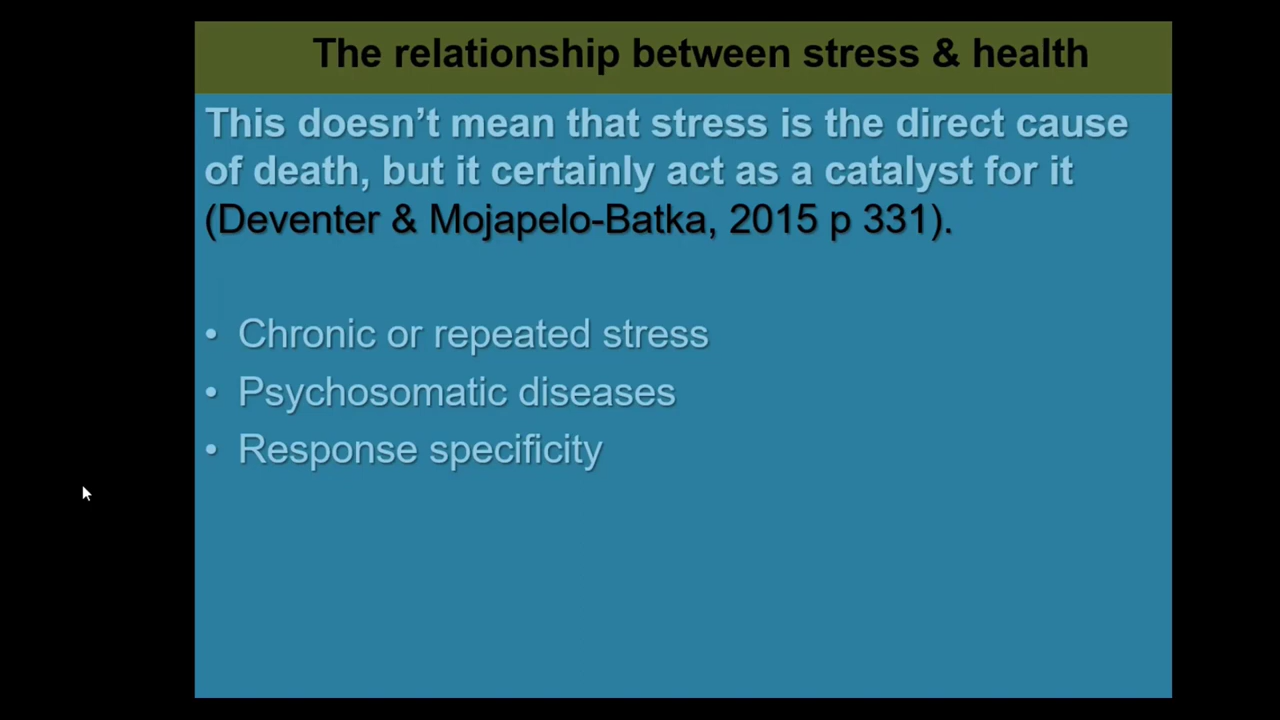 The relationship between stress & health
This doesn’t mean that stress is the direct cause
of death, but it certainly act as a catalyst for it
(Deventer & Mojapelo-Batka, 2015 p 331).
• Chronic or repeated stress
• Psychosomatic diseases
• Response specificity